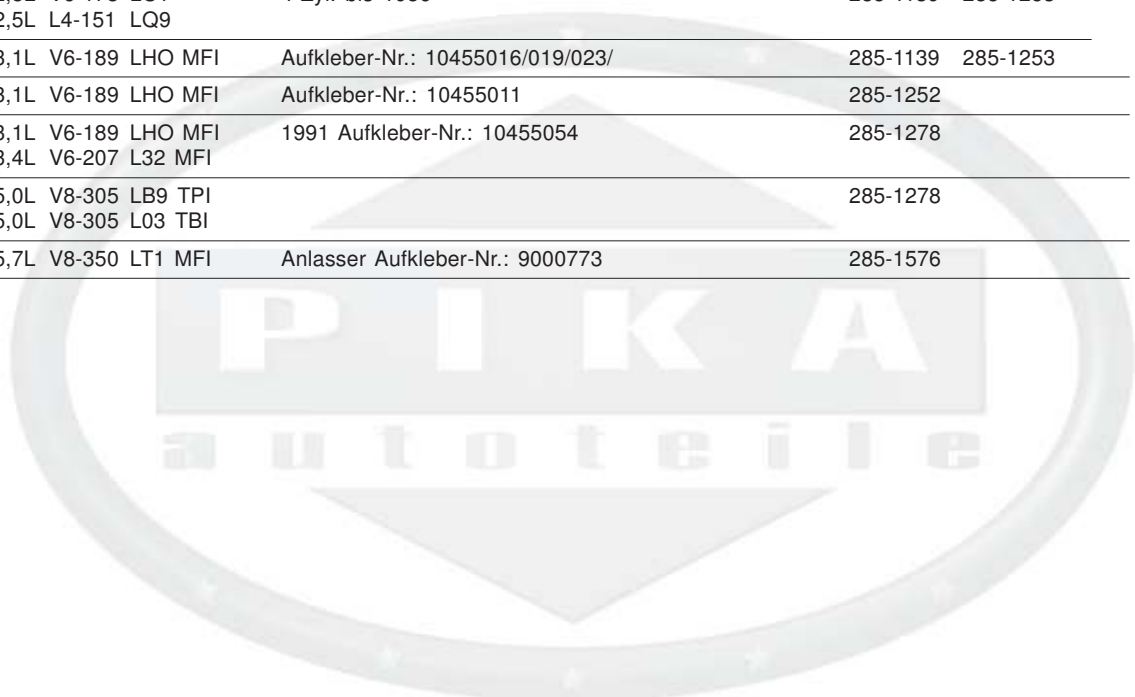 2,5L L4-151 LQ9
3,1L V6-189 LHO MFI Aufkleber-Nr.: 10455016/019/023/ 285-1139 285-1253
3,1L V6-189 LHO MFI Aufkleber-Nr.: 10455011 285-1252
3,1L V6-189 LHO MFI 1991 Aufkleber-Nr.: 10455054 285-1278
3,4L V6-207 L32 MFI
5,0L V8-305 LB9 TPI 285-1278
5,0L V8-305 L03 TBI
5,7L V8-350 LT1 MFI Anlasser Aufkleber-Nr.: 9000773 285-1576
PIKA
autoteile